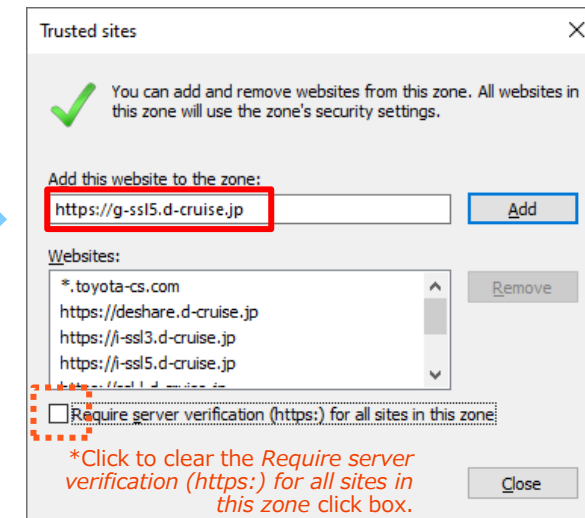 Trusted sites
You can add and remove websites from this zone. All websites in
this zone will use the zone's security settings.
Add this website to the zone:
https://g-ssl5.d-cruise.jp
Add
Websites:
*.toyota-cs.com
Remove
https://deshare.d-cruise.jp
https://i-ssl3.d-cruise.jp
https://i-ssl5.d-cruise.jp
Require server verification (https:) for all sites in this zone
*Click to clear the Require server
verification (https:) for all sites in
this zone click box.
Close